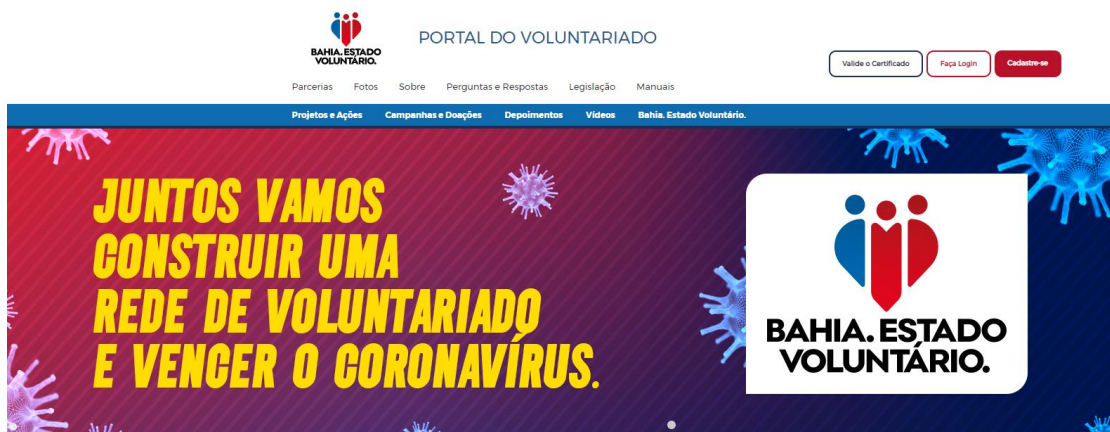 BAHIA. ESTADO
VOLUNTÁRIO.
PORTAL DO VOLUNTARIADO
Valide o Certificado
Faça Login
Cadastre-se
Parcerias Fotos Sobre Perguntas e Respostas Legislação Manuais
Projetos e Ações Campanhas e Doações Depoimentos Vídeos Bahia. Estado Voluntário.
JUNTOS VAMOS
CONSTRUIR UMA
REDE DE VOLUNTARIADO
E VENCER O CORONAVÍRUS.
BAHIA. ESTADO
VOLUNTÁRIO.